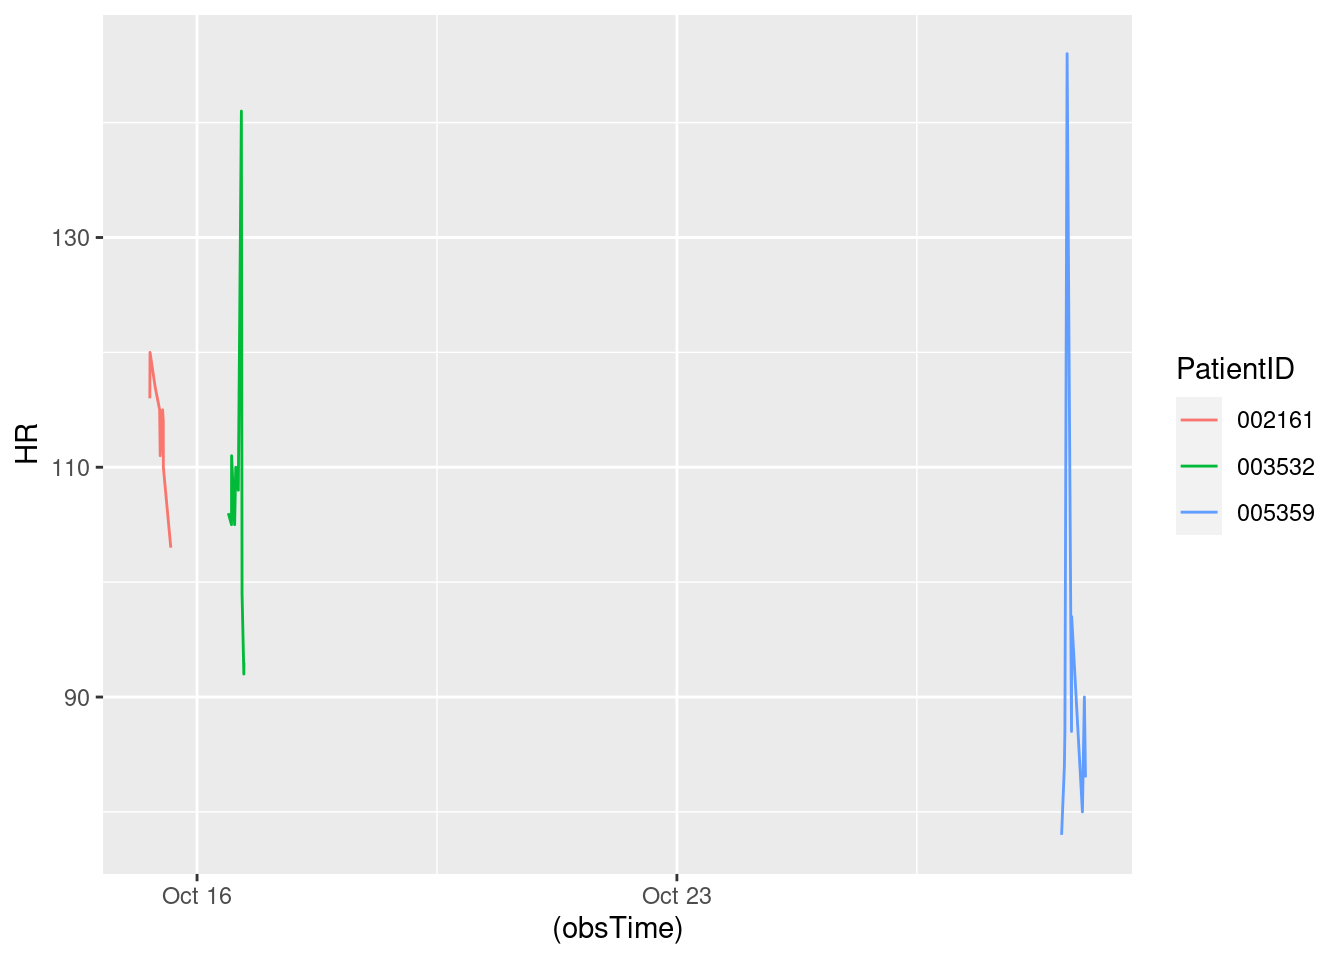 HR
130
110
90
Oct 16
Oct 23
(obsTime)
PatientID
002161
003532
005359